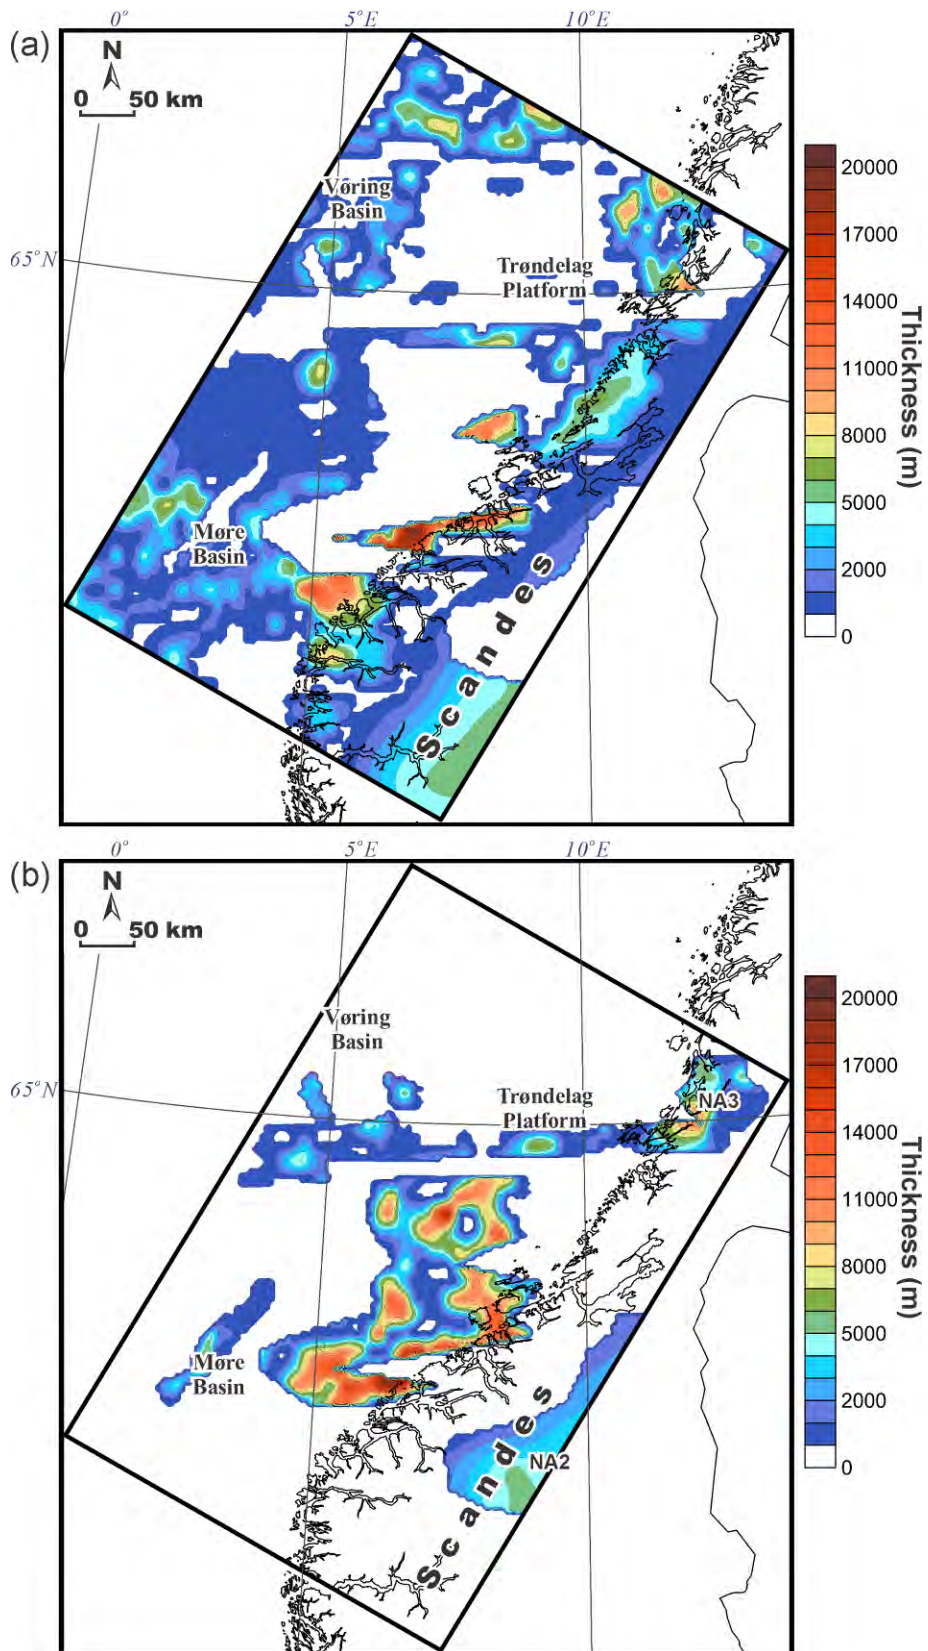 0° 5°E 10°E
(a)
N
0 50 km
20000
17000
14000
11000
8000
5000
2000
0
Thickness (m)
Vøring
Basin
65°N
Trøndelag
Platform
Møre
Basin
Scandes
0° 5°E 10°E
(b)
N
0 50 km
20000
17000
14000
11000
8000
5000
2000
0
Thickness (m)
Vøring
Basin
65°N
Trøndelag
Platform
NA3
Møre
Basin
NA2
Scandes